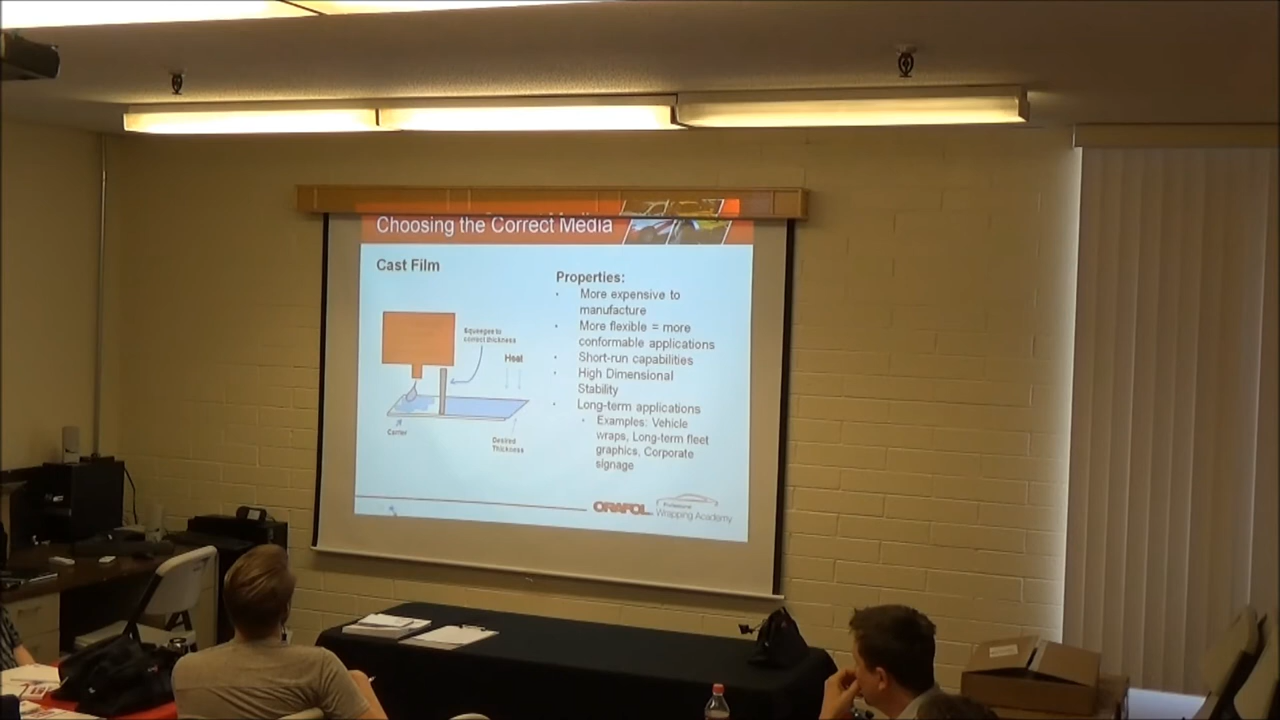 Choosing the Correct Media
Cast Film
Properties:
More expensive to
manufacture
More flexible = more
conformable applications
Short-run capabilities
High Dimensional
Stability
Long-term applications
Examples: Vehicle
wraps, Long-term fleet
graphics, Corporate
signage
Squeegee to
correct thickness
Heat
Carrier
Desired
Thickness
ORAFOL
Professional
Wrapping Academy